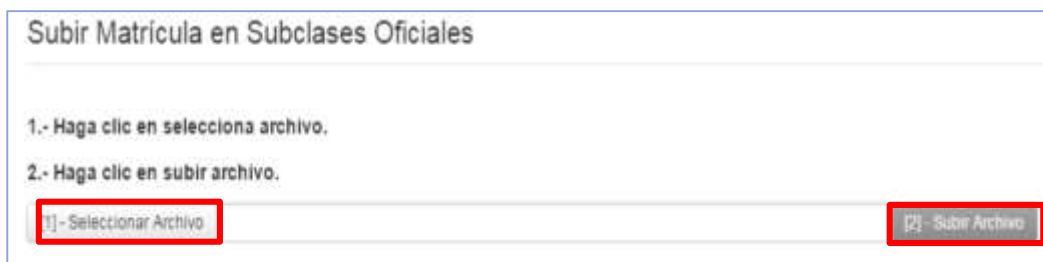 Subir Matrícula en Subclases Oficiales
1.- Haga clic en selecciona archivo.
2.- Haga clic en subir archivo.
[1] - Seleccionar Archivo [2] - Subir Archivo